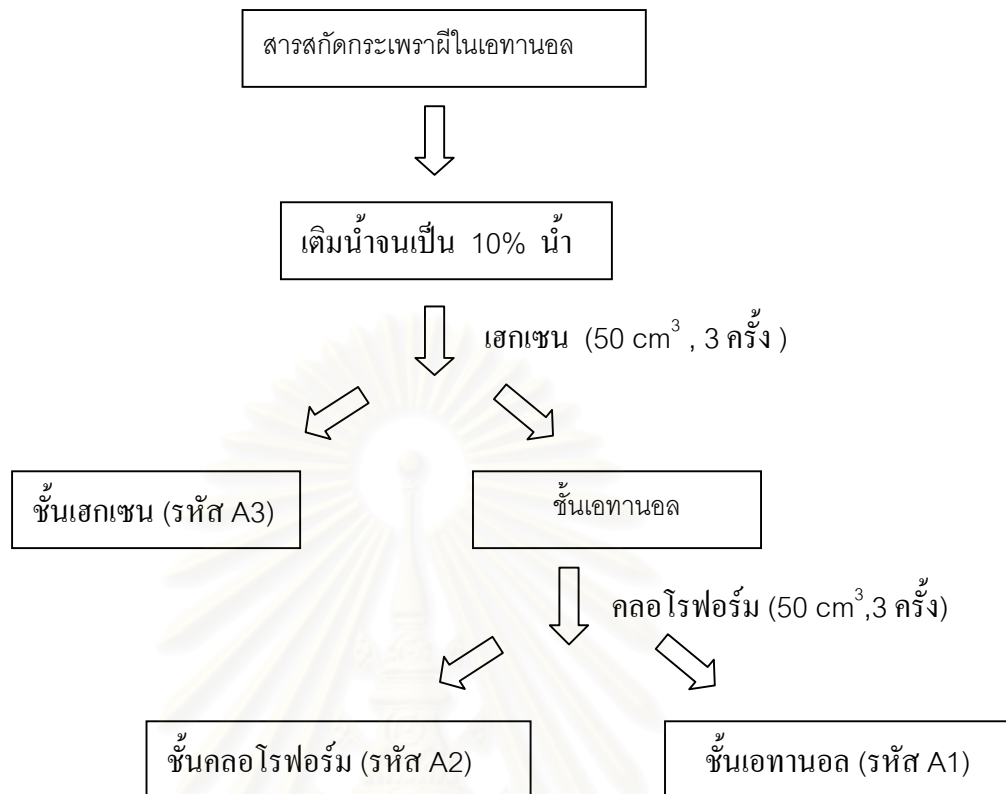 สารสกัดกระเพราผีในเอทานอล
เติมน้ำจนเป็น 10% น้ำ
เฮกเซน (50 cm³ , 3 ครั้ง )
ชั้นเฮกเซน (รหัส A3)
ชั้นเอทานอล
คลอโรฟอร์ม (50 cm³,3 ครั้ง)
ชั้นคลอโรฟอร์ม (รหัส A2)
ชั้นเอทานอล (รหัส A1)